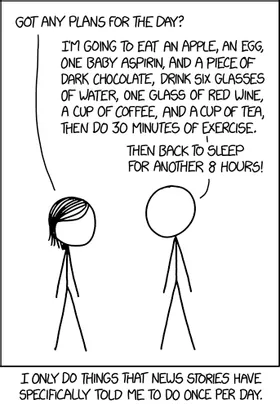 GOT ANY PLANS FOR THE DAY?
I'M GOING TO EAT AN APPLE, AN EGG,
ONE BABY ASPIRIN, AND A PIECE OF
DARK CHOCOLATE, DRINK SIX GLASSES
OF WATER, ONE GLASS OF RED WINE,
A CUP OF COFFEE, AND A CUP OF TEA,
THEN DO 30 MINUTES OF EXERCISE.
THEN BACK TO SLEEP
FOR ANOTHER 8 HOURS!
I ONLY DO THINGS THAT NEWS STORIES HAVE
SPECIFICALLY TOLD ME TO DO ONCE PER DAY.